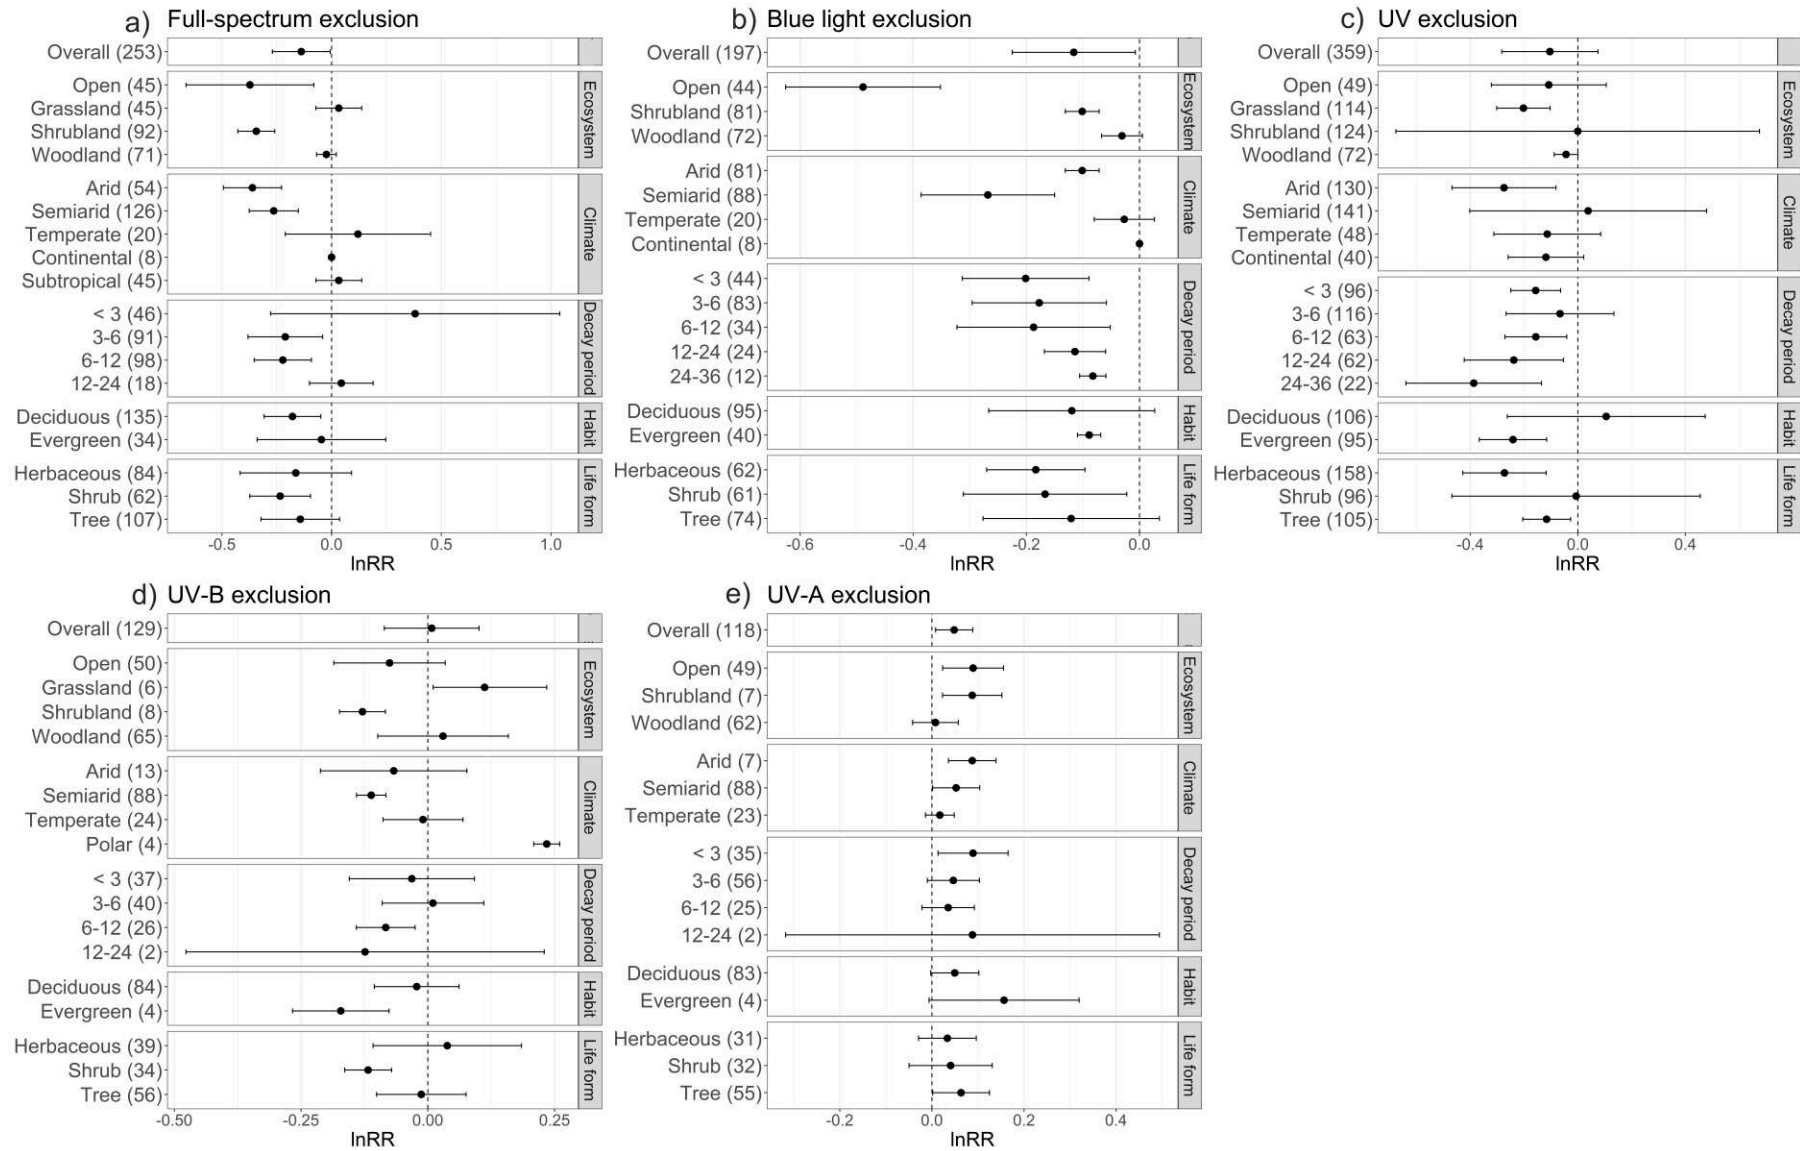 a) Full-spectrum exclusion
Overall (253)
Open (45)
Grassland (45)
Shrubland (92)
Woodland (71)
Ecosystem
Arid (54)
Semiarid (126)
Temperate (20)
Continental (8)
Subtropical (45)
Climate
< 3 (46)
3-6 (91)
6-12 (98)
12-24 (18)
Decay period
Deciduous (135)
Evergreen (34)
Habit
Herbaceous (84)
Shrub (62)
Tree (107)
Life form
-0.5 0.0 0.5 1.0
lnRR
b) Blue light exclusion
Overall (197)
Open (44)
Shrubland (81)
Woodland (72)
Ecosystem
Arid (81)
Semiarid (88)
Temperate (20)
Continental (8)
Climate
< 3 (44)
3-6 (83)
6-12 (34)
12-24 (24)
24-36 (12)
Decay period
Deciduous (95)
Evergreen (40)
Habit
Herbaceous (62)
Shrub (61)
Tree (74)
Life form
-0.6 -0.4 -0.2 0.0
lnRR
c) UV exclusion
Overall (359)
Open (49)
Grassland (114)
Shrubland (124)
Woodland (72)
Ecosystem
Arid (130)
Semiarid (141)
Temperate (48)
Continental (40)
Climate
< 3 (96)
3-6 (116)
6-12 (63)
12-24 (62)
24-36 (22)
Decay period
Deciduous (106)
Evergreen (95)
Habit
Herbaceous (158)
Shrub (96)
Tree (105)
Life form
-0.4 0.0 0.4
lnRR
d) UV-B exclusion
Overall (129)
Open (50)
Grassland (6)
Shrubland (8)
Woodland (65)
Ecosystem
Arid (13)
Semiarid (88)
Temperate (24)
Polar (4)
Climate
< 3 (37)
3-6 (40)
6-12 (26)
12-24 (2)
Decay period
Deciduous (84)
Evergreen (4)
Habit
Herbaceous (39)
Shrub (34)
Tree (56)
Life form
-0.50 -0.25 0.00 0.25
lnRR
e) UV-A exclusion
Overall (118)
Open (49)
Shrubland (7)
Woodland (62)
Ecosystem
Arid (7)
Semiarid (88)
Temperate (23)
Climate
< 3 (35)
3-6 (56)
6-12 (25)
12-24 (2)
Decay period
Deciduous (83)
Evergreen (4)
Habit
Herbaceous (31)
Shrub (32)
Tree (55)
Life form
-0.2 0.0 0.2 0.4
lnRR